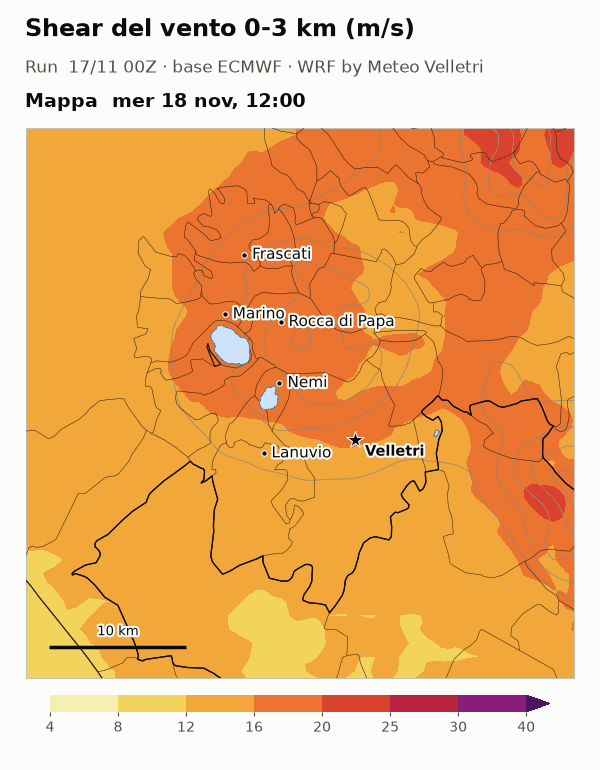 Shear del vento 0-3 km (m/s)
Run  17/11 00Z · base ECMWF · WRF by Meteo Velletri
Mappa  mer 18 nov, 12:00
Frascati
Marino
Rocca di Papa
Nemi
Velletri
Lanuvio
10 km
4 8 12 16 20 25 30 40